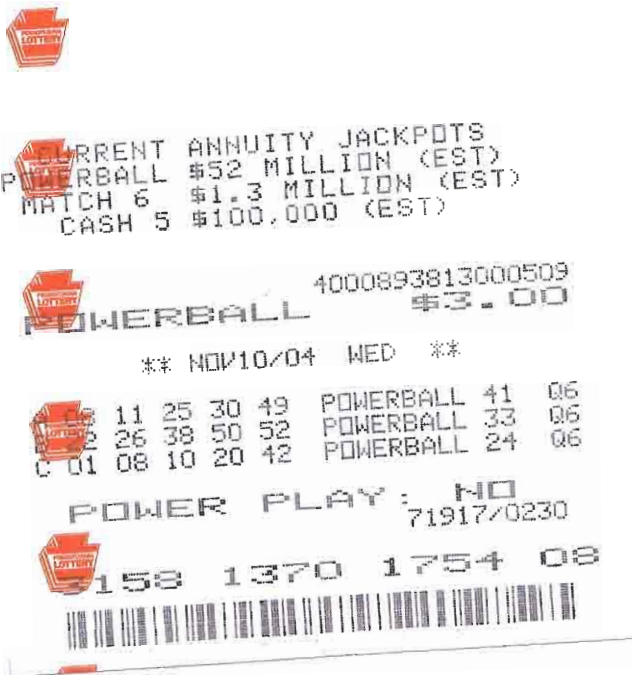 PENNSYLVANIA
LOTTERY
CURRENT ANNUITY JACKPOTS
POWERBALL $52 MILLION (EST)
MATCH 6 $1.3 MILLION (EST)
CASH 5 $100,000 (EST)
4000893813000509
POWERBALL $3.00
** NOV10/04 WED **
11 25 30 49 POWERBALL 41 Q6
26 38 50 52 POWERBALL 33 Q6
C 01 08 10 20 42 POWERBALL 24 Q6
POWER PLAY: NO
71917/0230
158 1370 1754 08